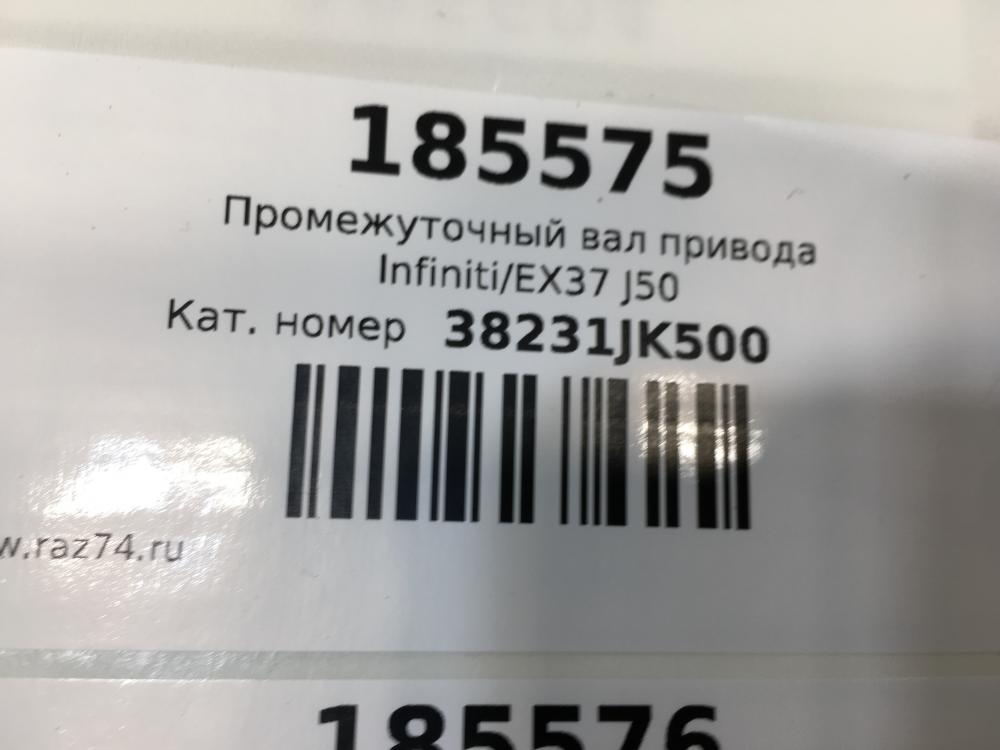 185575
Промежуточный вал привода
Infiniti/EX37 J50
Кат. номер 38231JK500
w.raz74.ru
185576